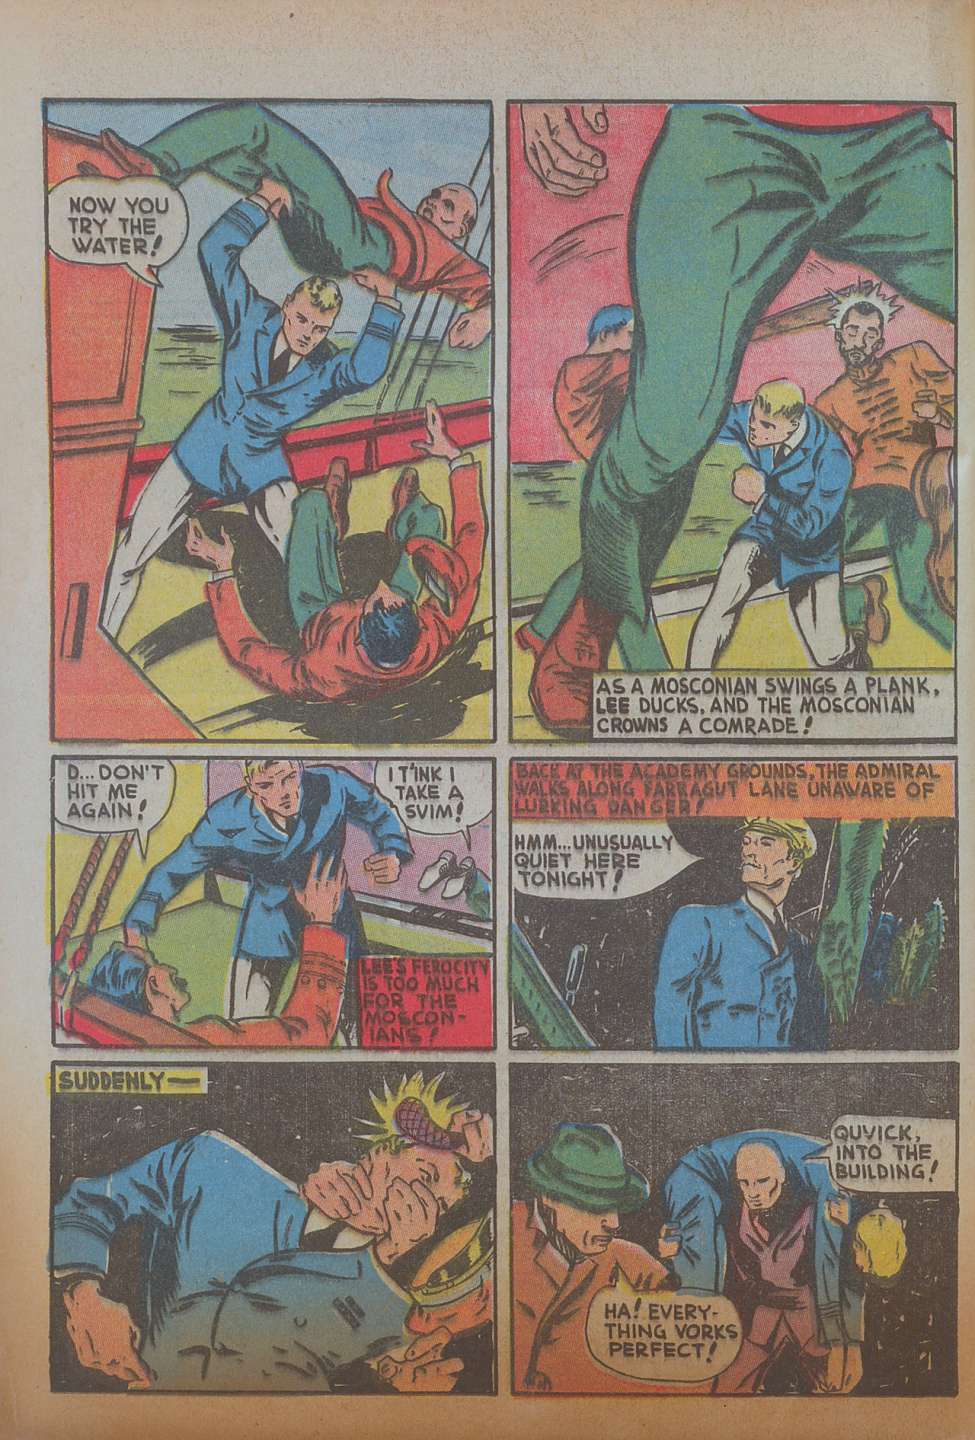 NOW YOU
TRY THE
WATER!
AS A MOSCONIAN SWINGS A PLANK,
LEE DUCKS, AND THE MOSCONIAN
CROWNS A COMRADE!
D...DON'T
HIT ME
AGAIN!
I T'INK I
TAKE A
SVIM!
LEE'S FEROCITY
IS TOO MUCH
FOR THE
MOSCON-
IANS!
BACK AT THE ACADEMY GROUNDS, THE ADMIRAL
WALKS ALONG FARRAGUT LANE UNAWARE OF
LURKING DANGER!
HMM...UNUSUALLY
QUIET HERE
TONIGHT!
SUDDENLY—
QUVICK,
INTO THE
BUILDING!
HA! EVERY-
THING VORKS
PERFECT!